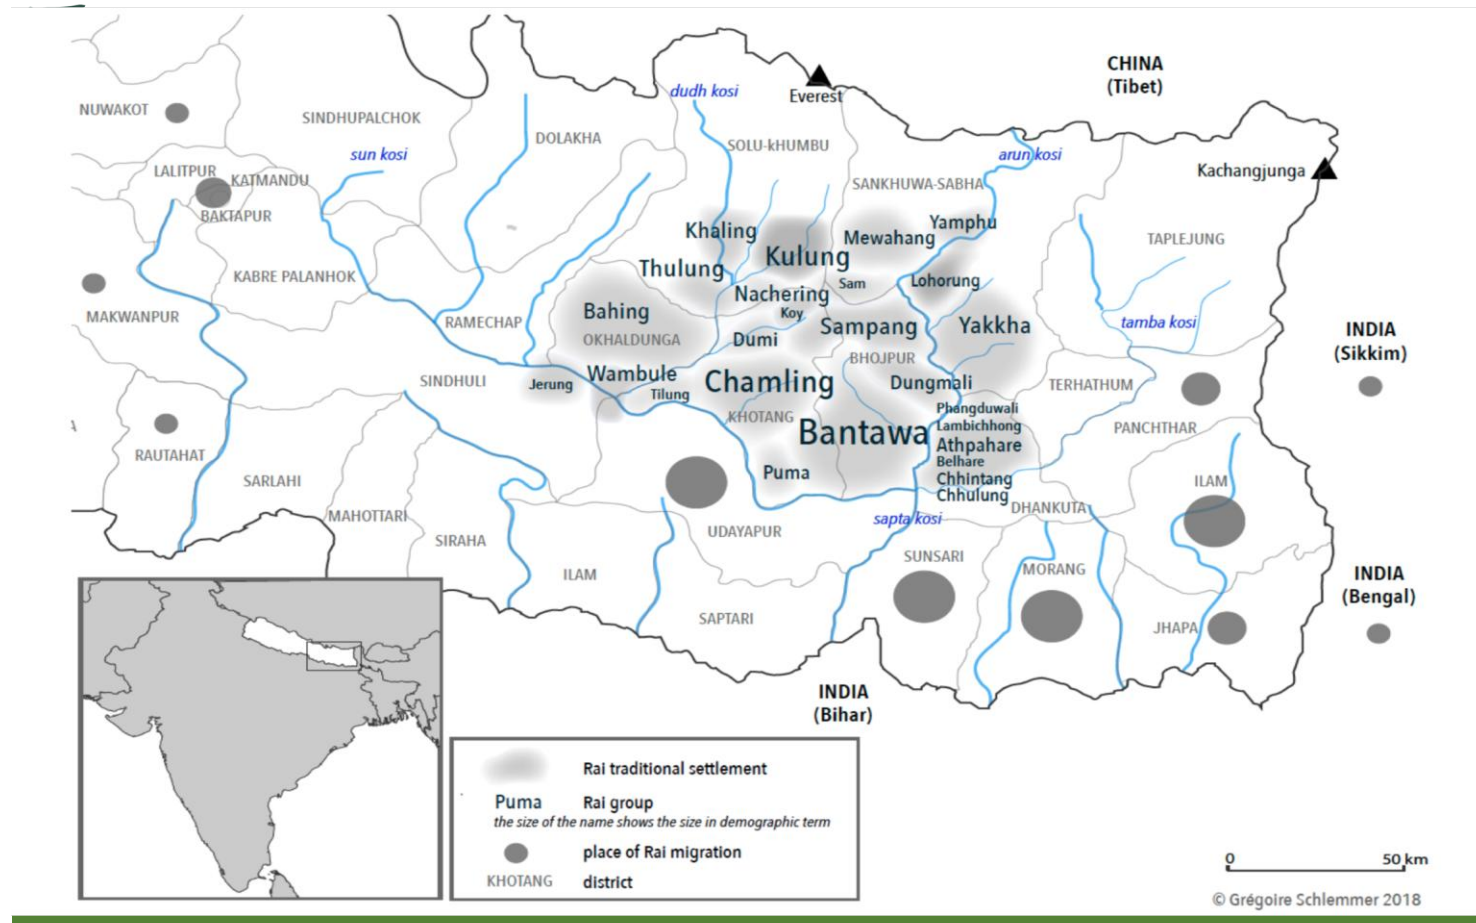 CHINA
(Tibet)
Everest
dudh kosi
NUWAKOT
SINDHUPALCHOK
DOLAKHA
SOLU-kHUMBU
sun kosi
arun kosi
Kachangjunga
LALITPUR
KATMANDU
SANKHUWA-SABHA
BAKTAPUR
Khaling
Yamphu
Mewahang
TAPLEJUNG
Kulung
Thulung
KABRE PALANHOK
Sam
Lohorung
Nachering
MAKWANPUR
Bahing
Koy
RAMECHAP
Sampang
Yakkha
tamba kosi
INDIA
(Sikkim)
OKHALDUNGA
Dumi
BHOJPUR
SINDHULI
Jerung
Wambule
Chamling
Dungmali
TERHATHUM
Tilung
KHOTANG
Phangduwali
Lambichhong
PANCHTHAR
Bantawa
Athpahare
RAUTAHAT
Belhare
SARLAHI
Puma
Chhintang
ILAM
Chhulung
DHANKUTA
MAHOTTARI
sapta kosi
UDAYAPUR
SIRAHA
SUNSARI
MORANG
ILAM
INDIA
(Bengal)
SAPTARI
JHAPA
INDIA
(Bihar)
Rai traditional settlement
Puma Rai group
the size of the name shows the size in demographic term
place of Rai migration
KHOTANG district
0 50 km
© Grégoire Schlemmer 2018